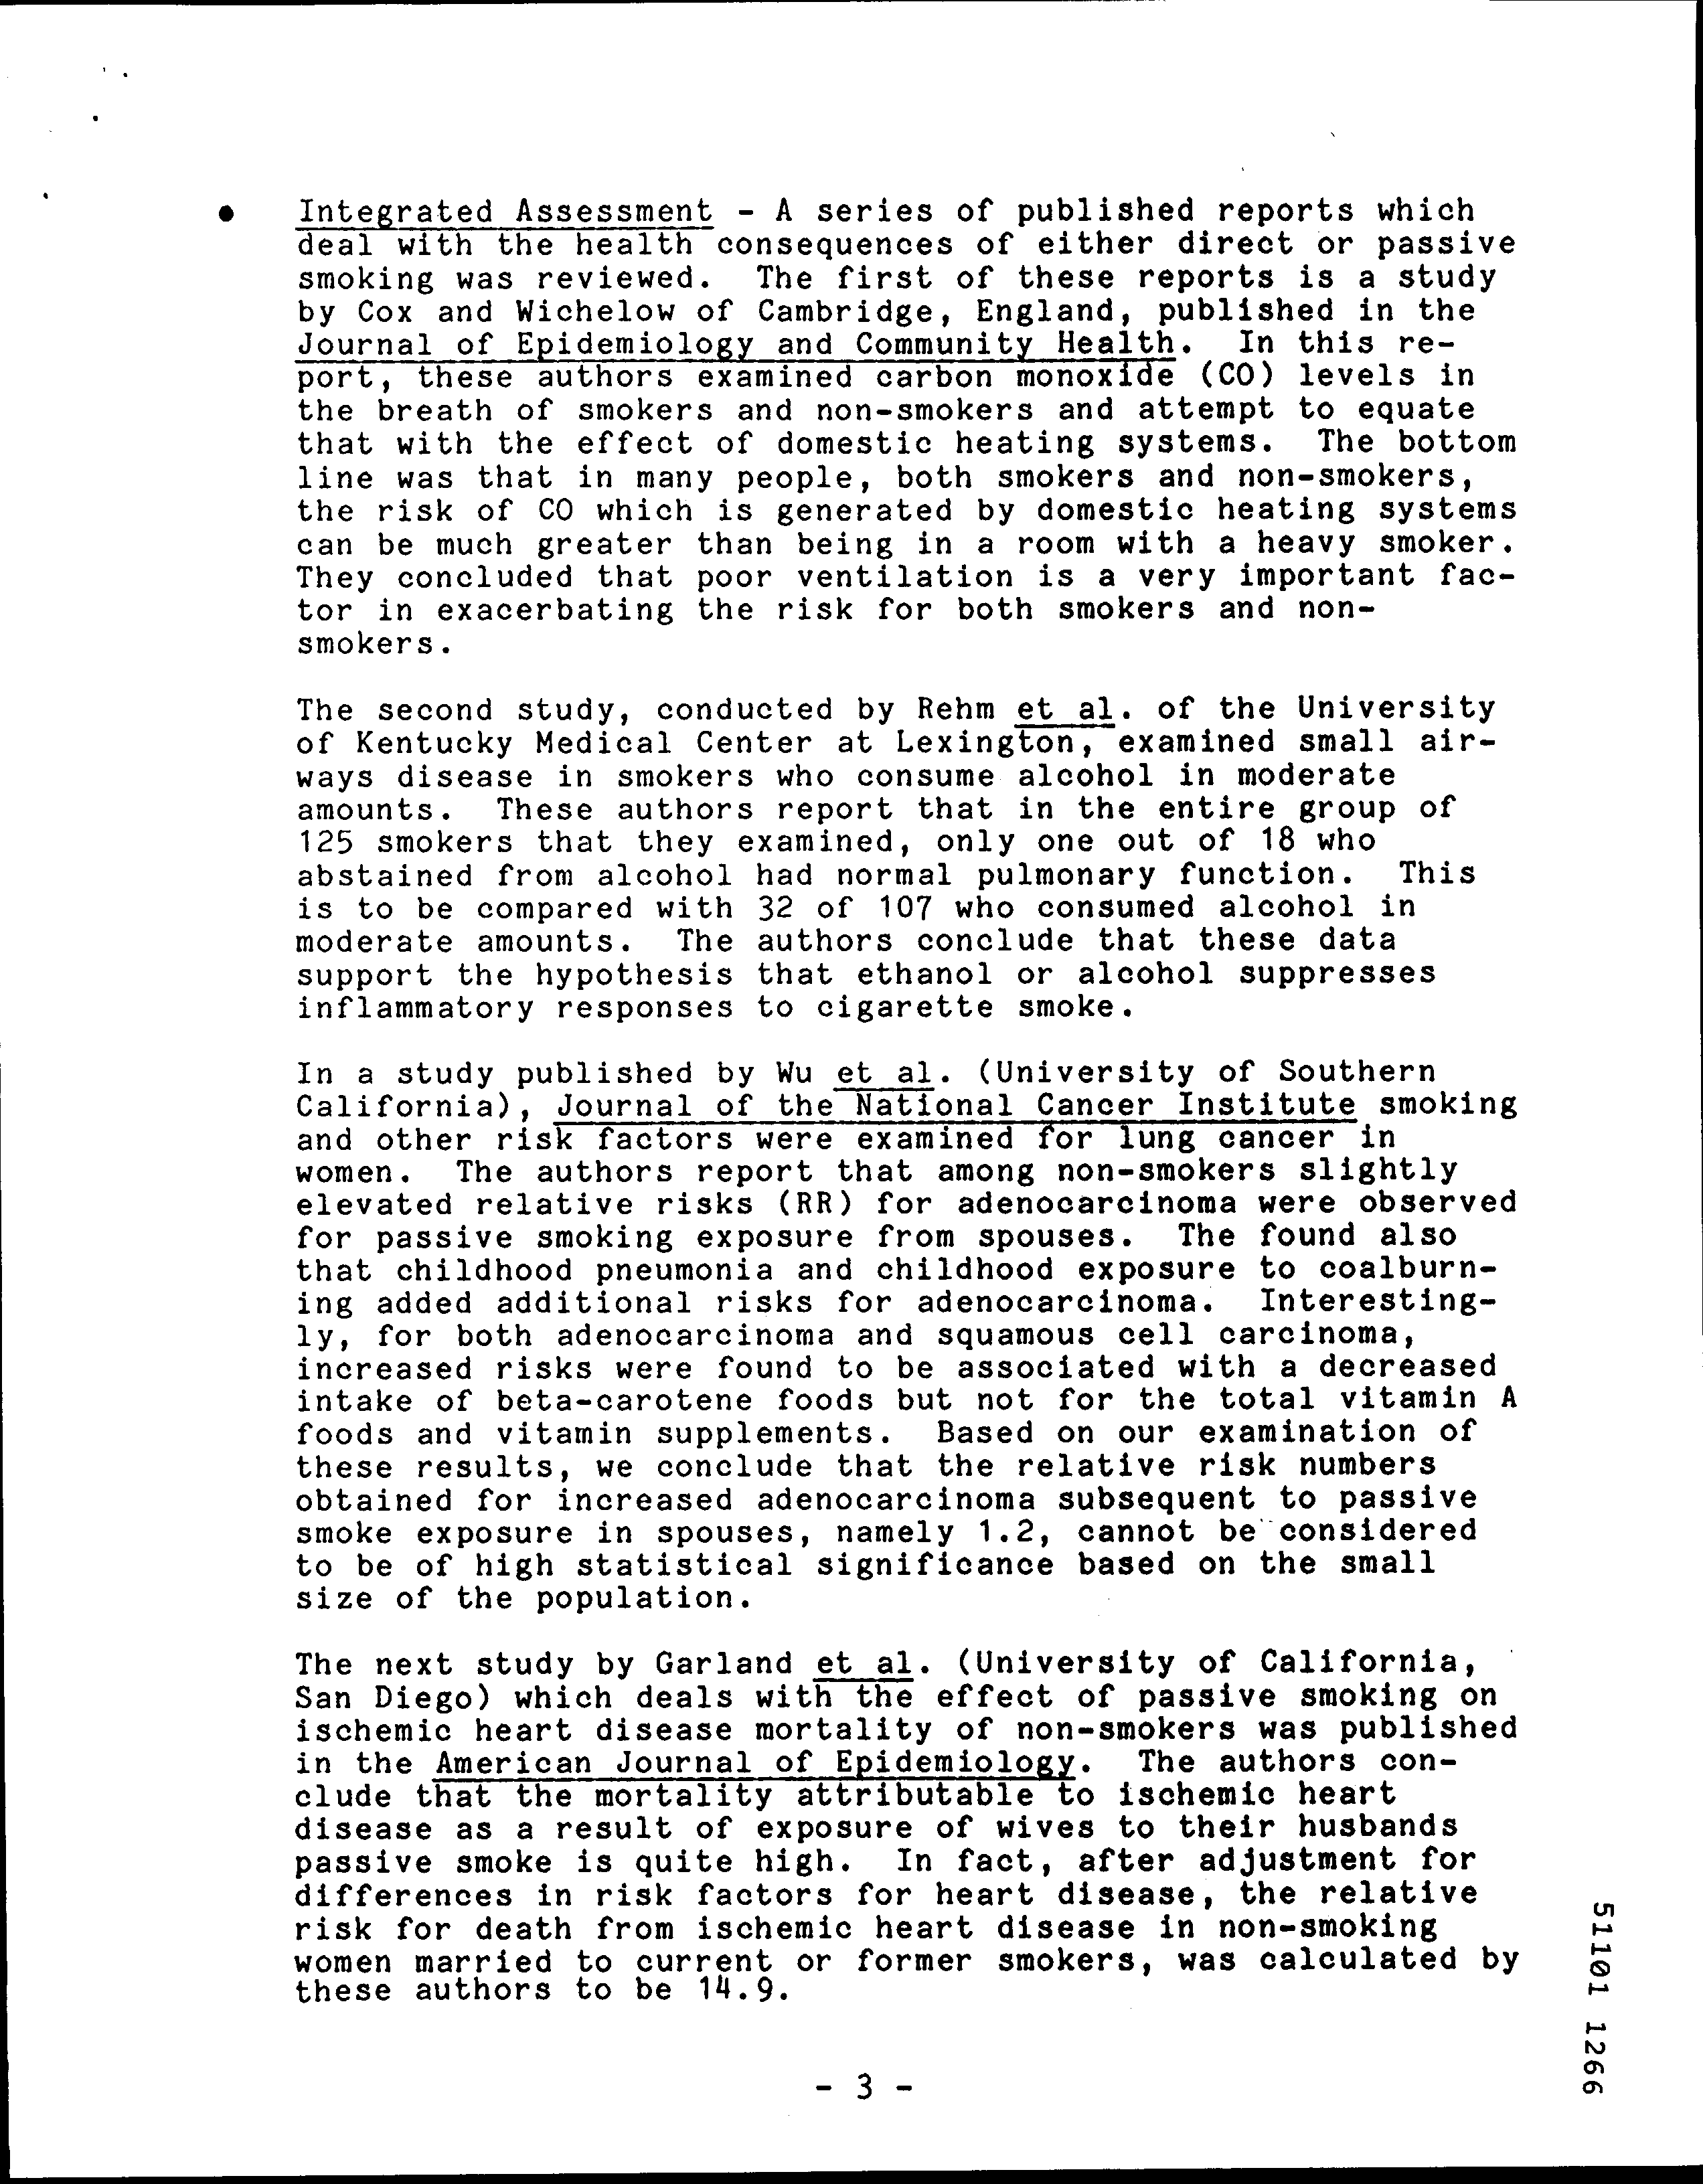 • Integrated Assessment - A series of published reports which
deal with the health consequences of either direct or passive
smoking was reviewed. The first of these reports is a study
by Cox and Wichelow of Cambridge, England, published in the
Journal of Epidemiology and Community Health. In this re-
port, these authors examined carbon monoxide (CO) levels in
the breath of smokers and non-smokers and attempt to equate
that with the effect of domestic heating systems. The bottom
line was that in many people, both smokers and non-smokers,
the risk of CO which is generated by domestic heating systems
can be much greater than being in a room with a heavy smoker.
They concluded that poor ventilation is a very important fac-
tor in exacerbating the risk for both smokers and non-
smokers.
The second study, conducted by Rehm et al. of the University
of Kentucky Medical Center at Lexington, examined small air-
ways disease in smokers who consume alcohol in moderate
amounts. These authors report that in the entire group of
125 smokers that they examined, only one out of 18 who
abstained from alcohol had normal pulmonary function. This
is to be compared with 32 of 107 who consumed alcohol in
moderate amounts. The authors conclude that these data
support the hypothesis that ethanol or alcohol suppresses
inflammatory responses to cigarette smoke.
In a study published by Wu et al. (University of Southern
California), Journal of the National Cancer Institute smoking
and other risk factors were examined for lung cancer in
women. The authors report that among non-smokers slightly
elevated relative risks (RR) for adenocarcinoma were observed
for passive smoking exposure from spouses. The found also
that childhood pneumonia and childhood exposure to coalburn-
ing added additional risks for adenocarcinoma. Interesting-
ly, for both adenocarcinoma and squamous cell carcinoma,
increased risks were found to be associated with a decreased
intake of beta-carotene foods but not for the total vitamin A
foods and vitamin supplements. Based on our examination of
these results, we conclude that the relative risk numbers
obtained for increased adenocarcinoma subsequent to passive
smoke exposure in spouses, namely 1.2, cannot be considered
to be of high statistical significance based on the small
size of the population.
The next study by Garland et al. (University of California,
San Diego) which deals with the effect of passive smoking on
ischemic heart disease mortality of non-smokers was published
in the American Journal of Epidemiology. The authors con-
clude that the mortality attributable to ischemic heart
disease as a result of exposure of wives to their husbands
passive smoke is quite high. In fact, after adjustment for
differences in risk factors for heart disease, the relative
risk for death from ischemic heart disease in non-smoking
women married to current or former smokers, was calculated by
these authors to be 14.9.
- 3 -
51101 1266